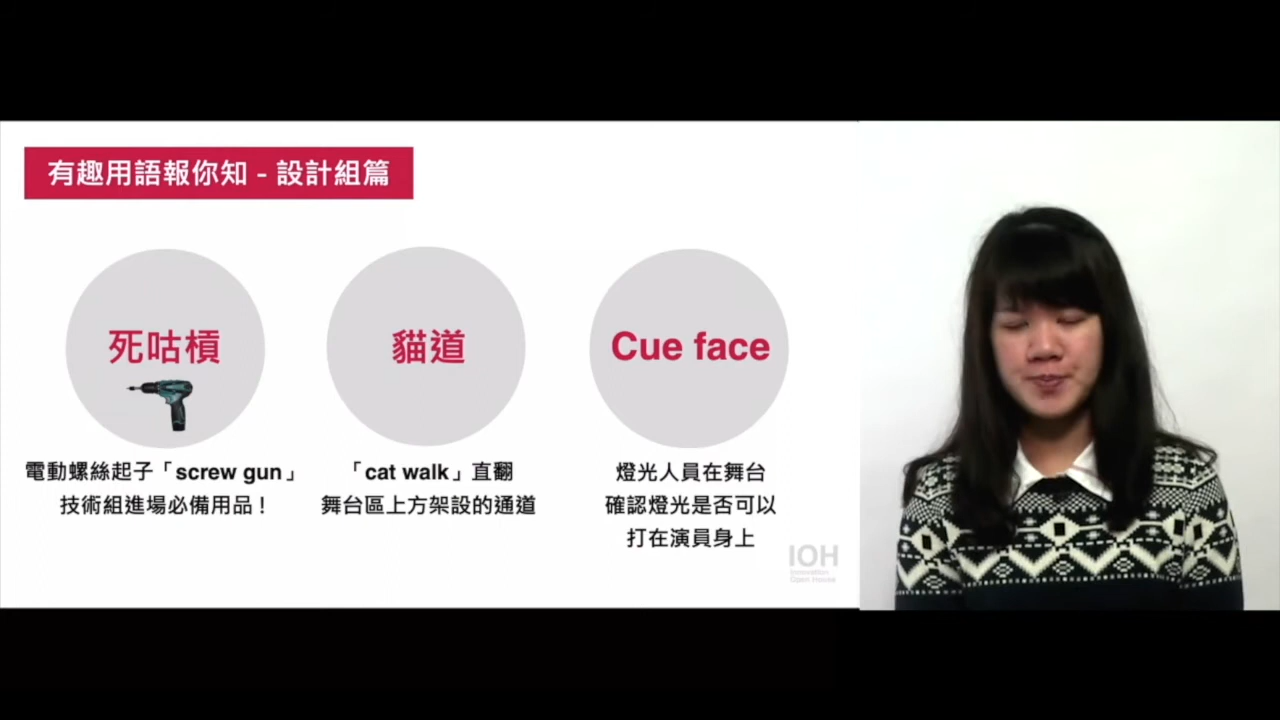 有趣用語報你知 - 設計組篇
死咕槓
電動螺絲起子「screw gun」
技術組進場必備用品！
貓道
「cat walk」直翻
舞台區上方架設的通道
Cue face
燈光人員在舞台
確認燈光是否可以
打在演員身上
IOH
Innovation
Open House